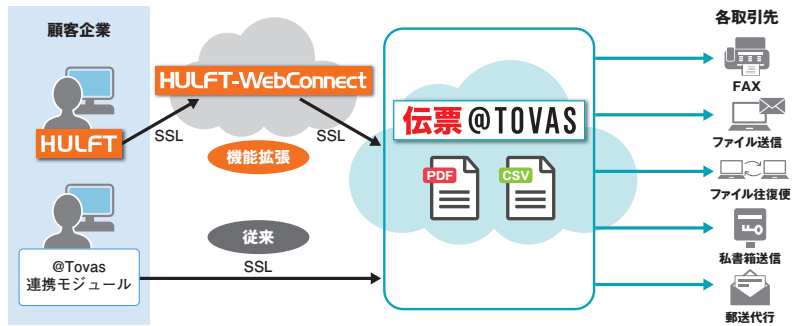 顧客企業
HULFT
SSL
HULFT-WebConnect
SSL
機能拡張
@Tovas
連携モジュール
従来
SSL
伝票@TOVAS
PDF
CSV
各取引先
FAX
ファイル送信
ファイル往復便
私書箱送信
郵送代行